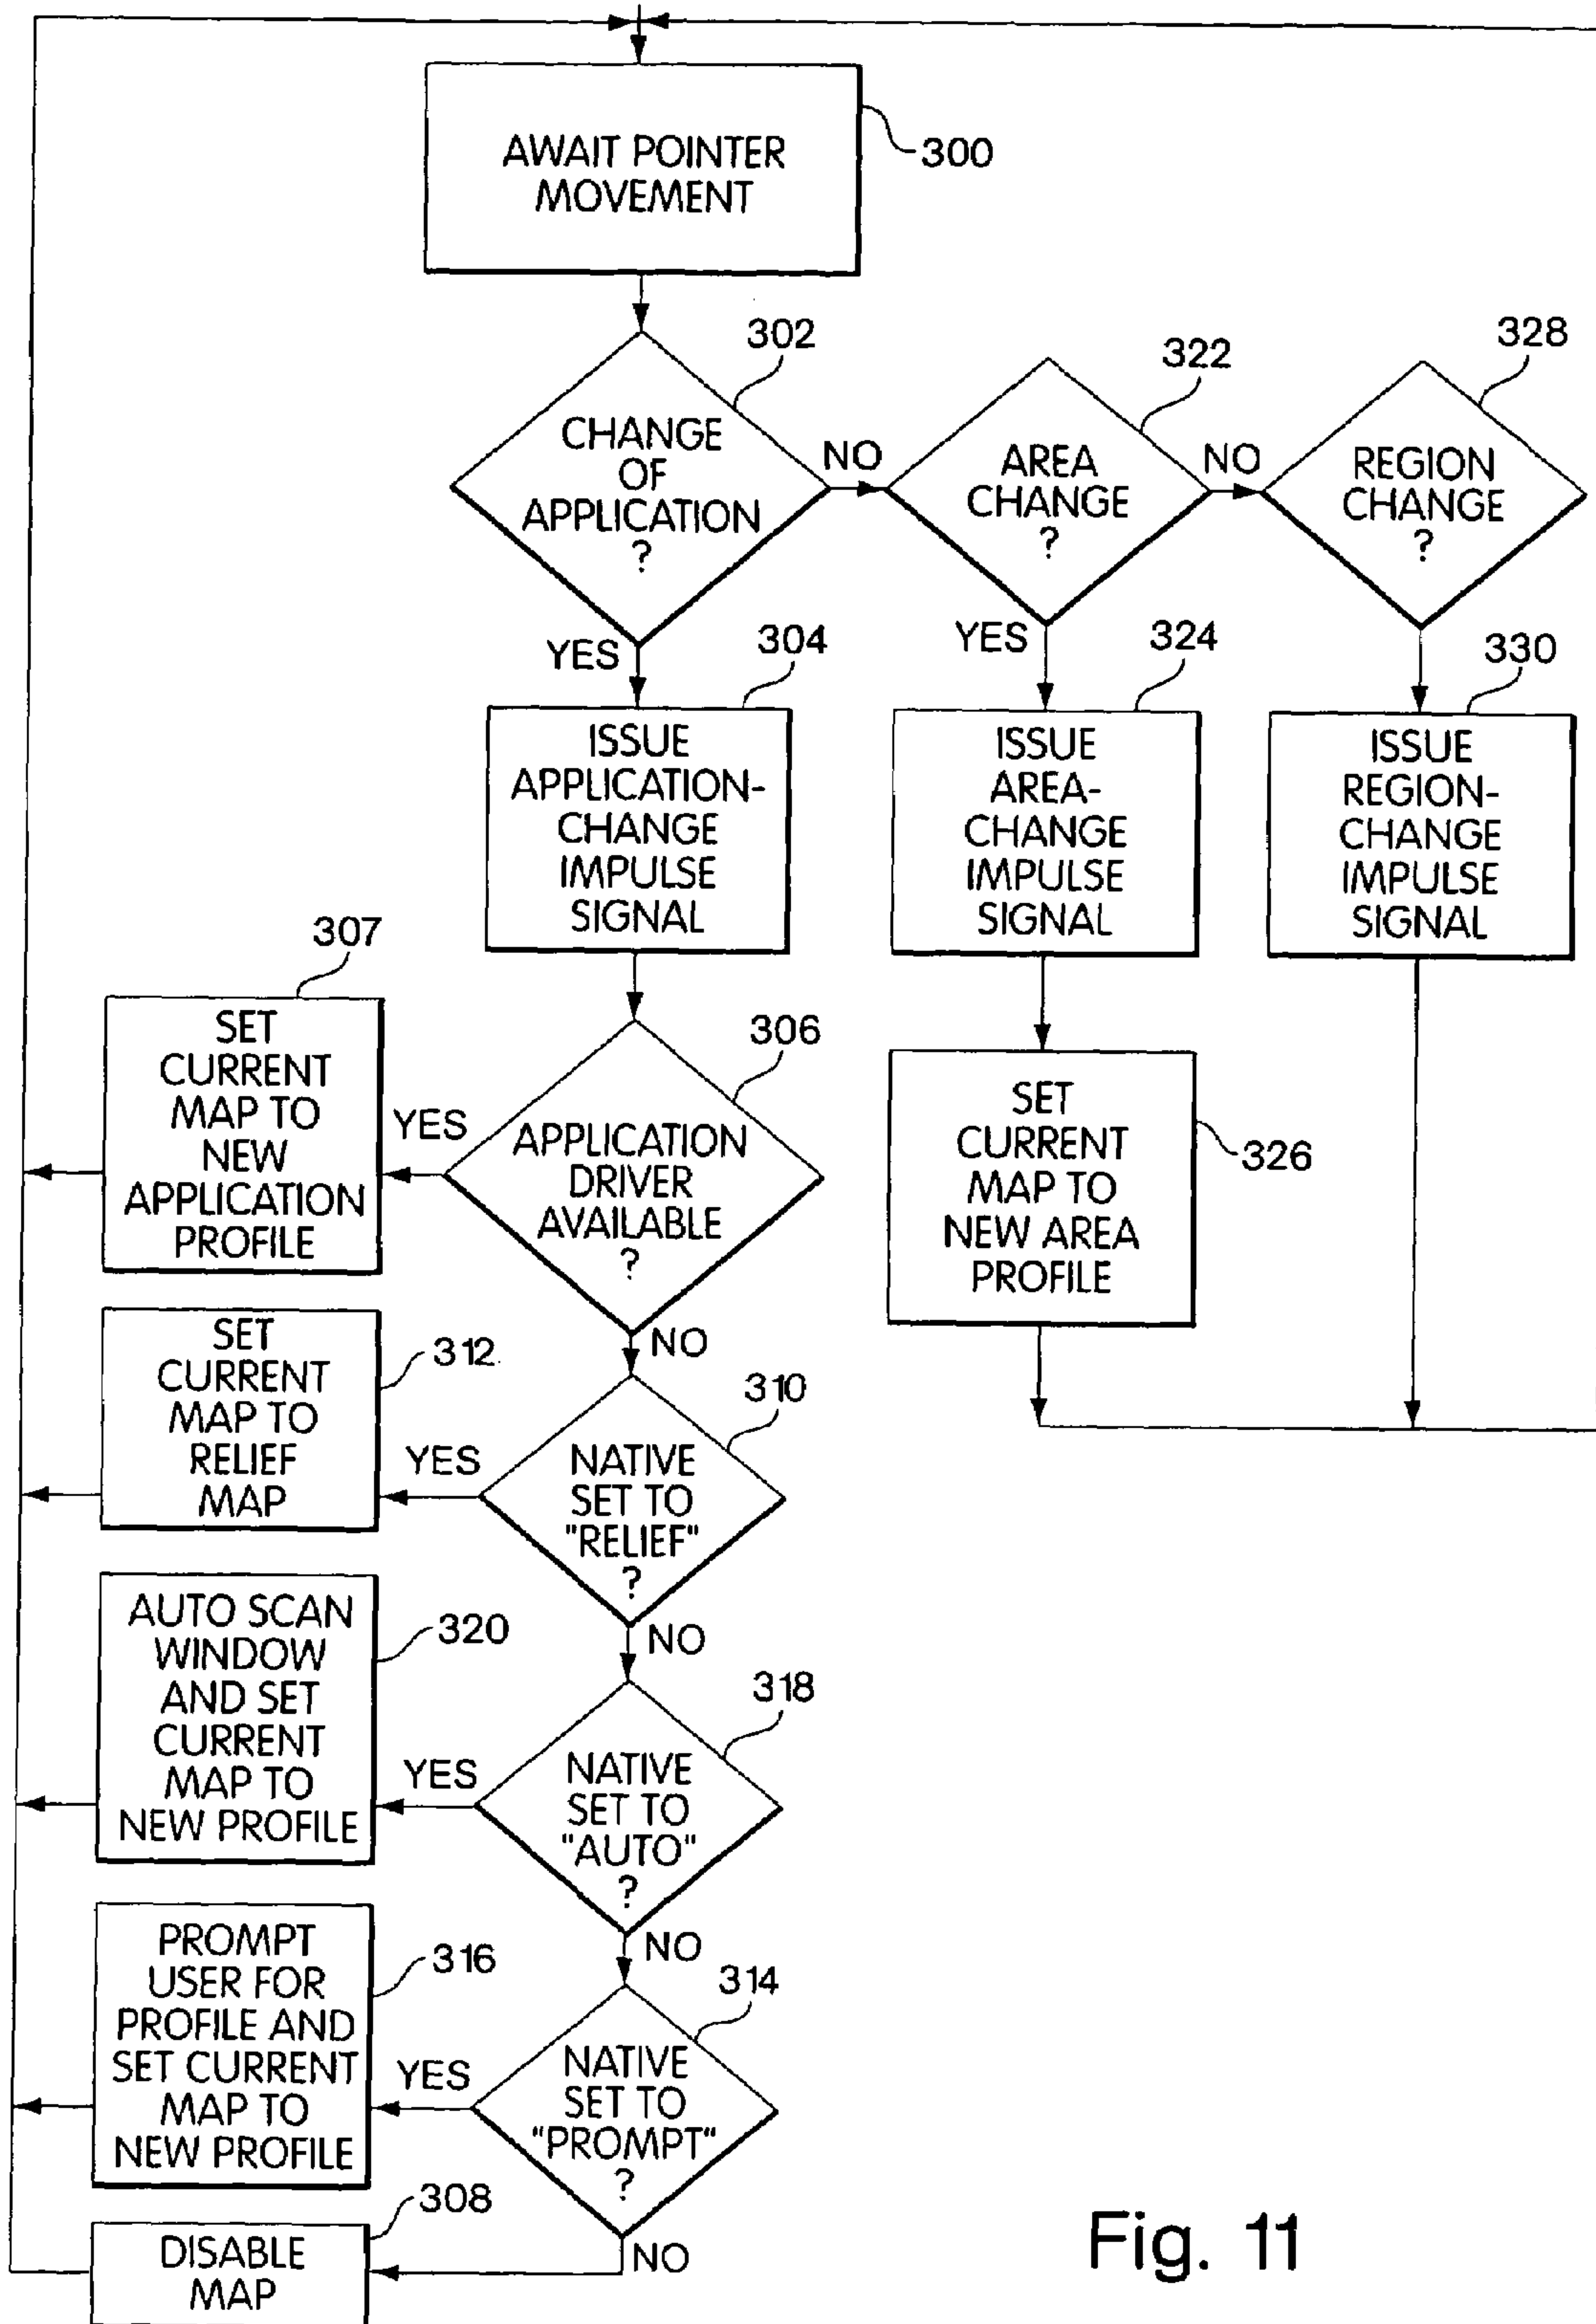 AWAIT POINTER
MOVEMENT
300
302
CHANGE
OF
APPLICATION
?
NO
322
AREA
CHANGE
?
NO
328
REGION
CHANGE
?
YES
304
ISSUE
APPLICATION-
CHANGE
IMPULSE
SIGNAL
YES
324
ISSUE
AREA-
CHANGE
IMPULSE
SIGNAL
330
ISSUE
REGION-
CHANGE
IMPULSE
SIGNAL
307
SET
CURRENT
MAP TO
NEW
APPLICATION
PROFILE
YES
306
APPLICATION
DRIVER
AVAILABLE
?
NO
SET
CURRENT
MAP TO
NEW AREA
PROFILE
326
SET
CURRENT
MAP TO
RELIEF
MAP
312
YES
310
NATIVE
SET TO
"RELIEF"
?
NO
AUTO SCAN
WINDOW
AND SET
CURRENT
MAP TO
NEW PROFILE
320
YES
318
NATIVE
SET TO
"AUTO"
?
NO
PROMPT
USER FOR
PROFILE AND
SET CURRENT
MAP TO
NEW PROFILE
316
YES
314
NATIVE
SET TO
"PROMPT"
?
NO
308
DISABLE
MAP
Fig. 11